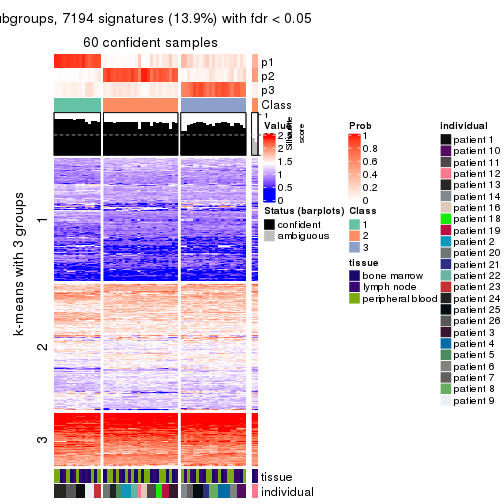 ubgroups, 7194 signatures (13.9%) with fdr < 0.05
60 confident samples
p1
p2
p3
Class
1
Silhouette
score
k-means with 3 groups
1
2
3
tissue
individual
Value
2.5
2
1.5
1
0.5
0
Status (barplots)
confident
ambiguous
tissue
bone marrow
lymph node
peripheral blood
Prob
1
0.8
0.6
0.4
0.2
0
Class
1
2
3
individual
patient 1
patient 10
patient 11
patient 12
patient 13
patient 14
patient 16
patient 18
patient 19
patient 2
patient 20
patient 21
patient 22
patient 23
patient 24
patient 25
patient 26
patient 3
patient 4
patient 5
patient 6
patient 7
patient 8
patient 9